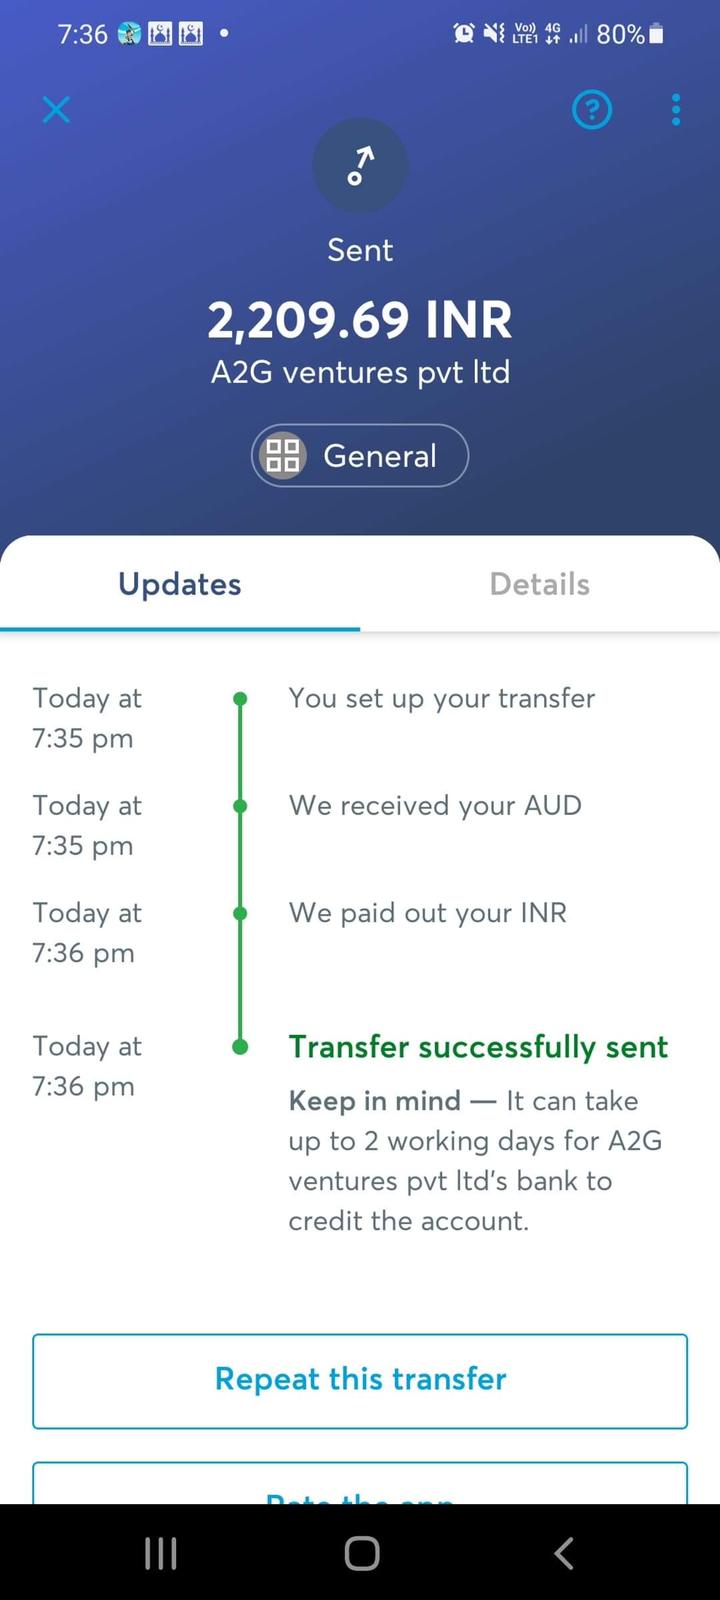 7:36
Vo)) LTE1 4G 80%
?
Sent
2,209.69 INR
A2G ventures pvt ltd
General
Updates Details
Today at
7:35 pm
You set up your transfer
Today at
7:35 pm
We received your AUD
Today at
7:36 pm
We paid out your INR
Today at
7:36 pm
Transfer successfully sent
Keep in mind — It can take
up to 2 working days for A2G
ventures pvt ltd's bank to
credit the account.
Repeat this transfer
Rate the app